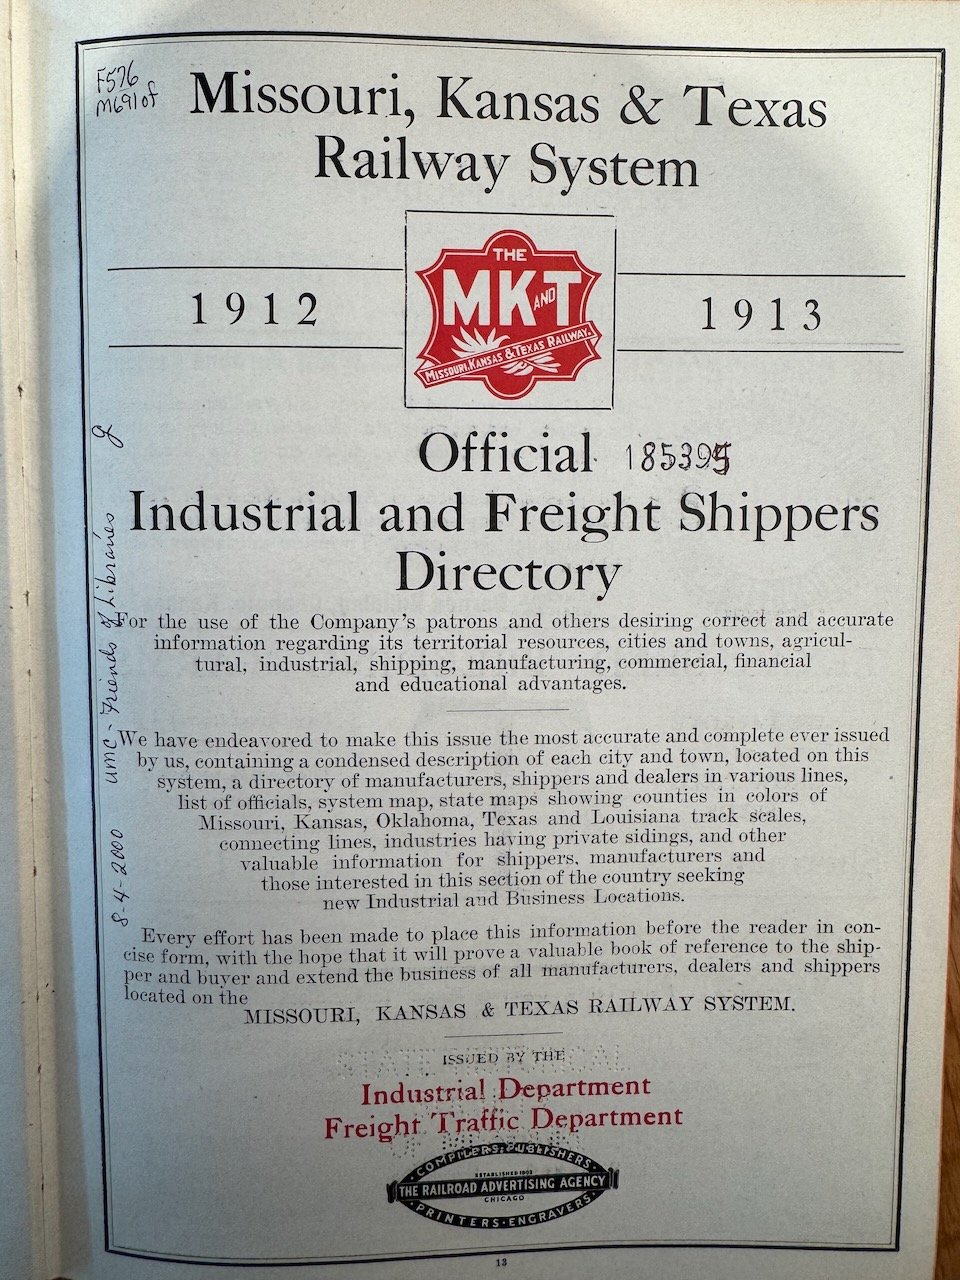 F576
M691of
Missouri, Kansas & Texas
Railway System
1912
THE
MK AND T
MISSOURI, KANSAS & TEXAS RAILWAY.
1913
Official 185395
Industrial and Freight Shippers
Directory
For the use of the Company's patrons and others desiring correct and accurate
information regarding its territorial resources, cities and towns, agricul-
tural, industrial, shipping, manufacturing, commercial, financial
and educational advantages.
We have endeavored to make this issue the most accurate and complete ever issued
by us, containing a condensed description of each city and town, located on this
system, a directory of manufacturers, shippers and dealers in various lines,
list of officials, system map, state maps showing counties in colors of
Missouri, Kansas, Oklahoma, Texas and Louisiana track scales,
connecting lines, industries having private sidings, and other
valuable information for shippers, manufacturers and
those interested in this section of the country seeking
new Industrial and Business Locations.
Every effort has been made to place this information before the reader in con-
cise form, with the hope that it will prove a valuable book of reference to the ship-
per and buyer and extend the business of all manufacturers, dealers and shippers
located on the
MISSOURI, KANSAS & TEXAS RAILWAY SYSTEM.
ISSUED BY THE
Industrial Department
Freight Traffic Department
COMPILERS, PUBLISHERS,
ESTABLISHED 1903
THE RAILROAD ADVERTISING AGENCY
CHICAGO
PRINTERS - ENGRAVERS
13
8-4-2000 UMC - Friends of Libraries g